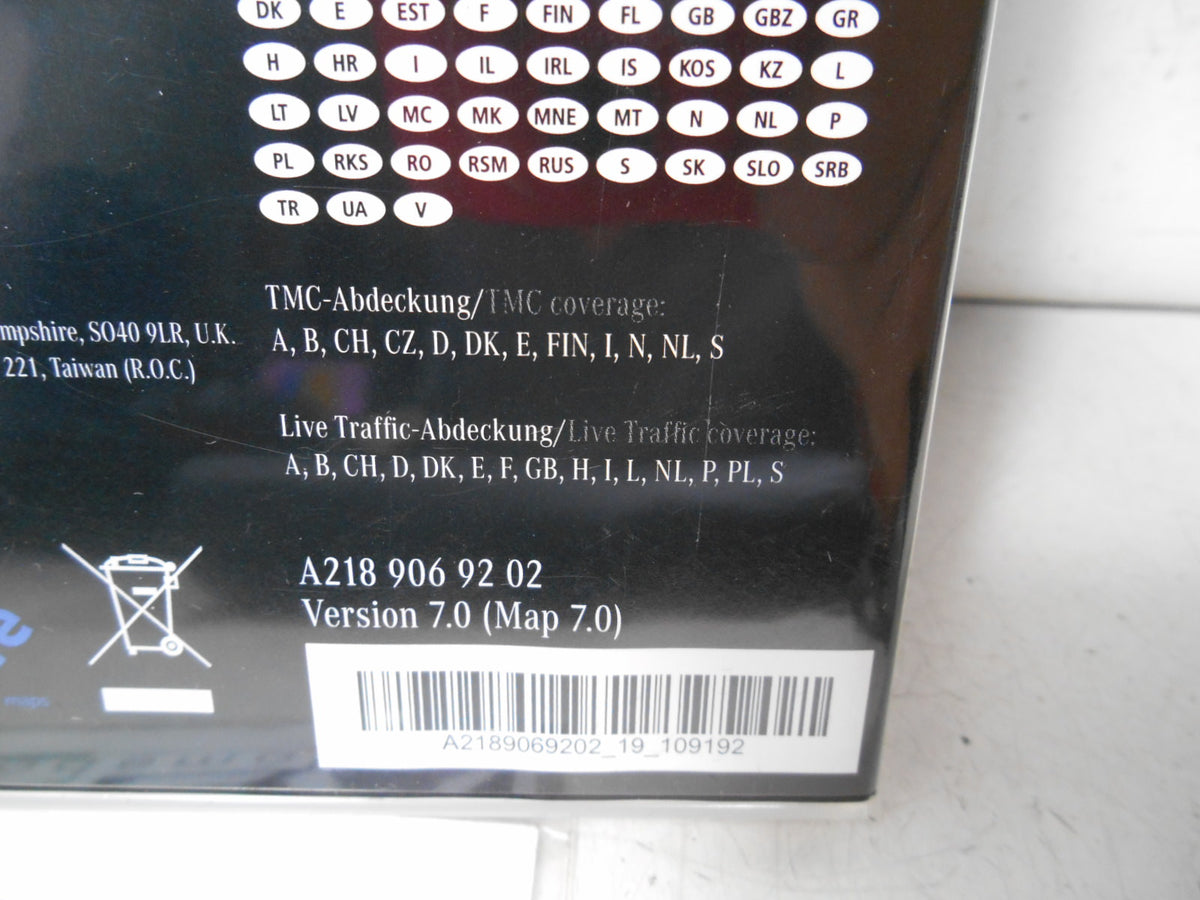 DK E EST F FIN FL GB GBZ GR
H HR I IL IRL IS KOS KZ L
LT LV MC MK MNE MT N NL P
PL RKS RO RSM RUS S SK SLO SRB
TR UA V
TMC-Abdeckung/TMC coverage:
A, B, CH, CZ, D, DK, E, FIN, I, N, NL, S
mpshire, SO40 9LR, U.K.
221, Taiwan (R.O.C.)
Live Traffic-Abdeckung/Live Traffic coverage:
A, B, CH, D, DK, E, F, GB, H, I, L, NL, P, PL, S
A218 906 92 02
Version 7.0 (Map 7.0)
maps
A2189069202_19_109192